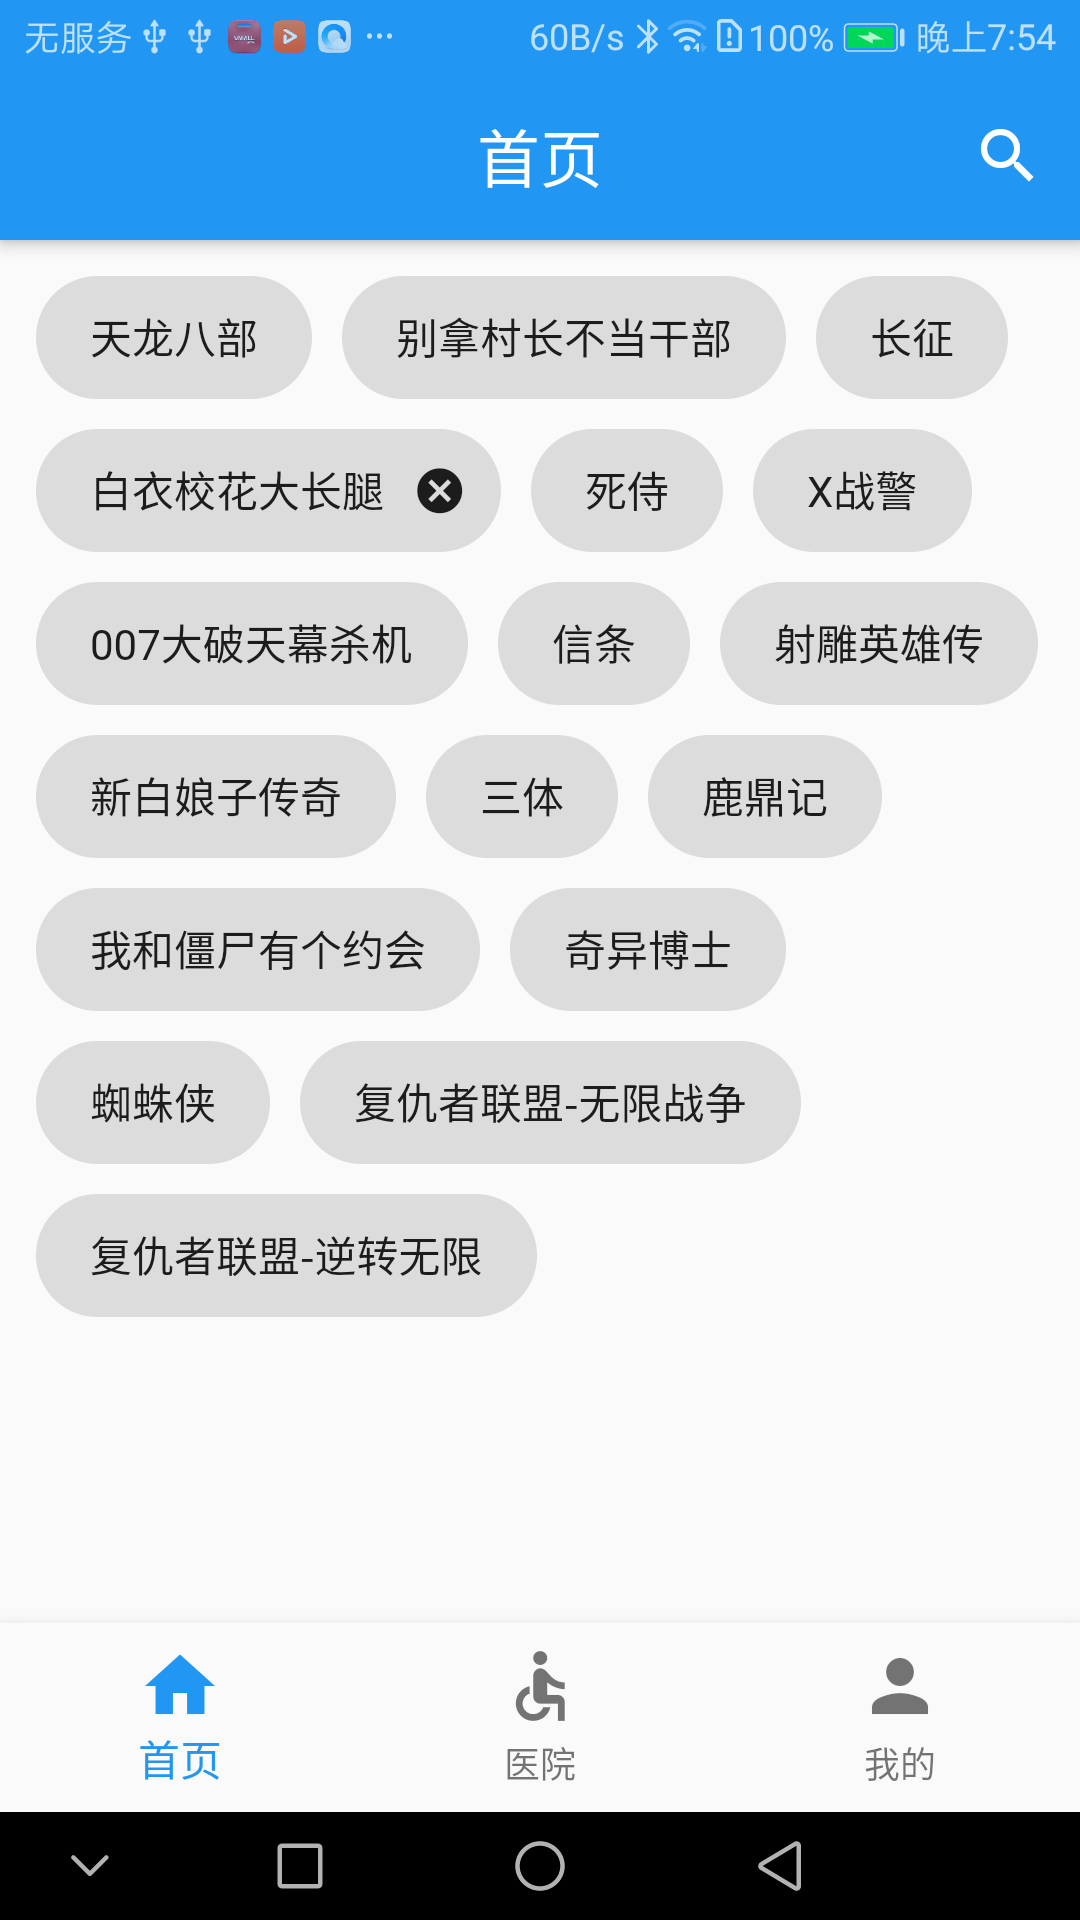 无服务 60B/s 100% 晚上7:54
首页
天龙八部 别拿村长不当干部 长征
白衣校花大长腿 死侍 X战警
007大破天幕杀机 信条 射雕英雄传
新白娘子传奇 三体 鹿鼎记
我和僵尸有个约会 奇异博士
蜘蛛侠 复仇者联盟-无限战争
复仇者联盟-逆转无限
首页 医院 我的